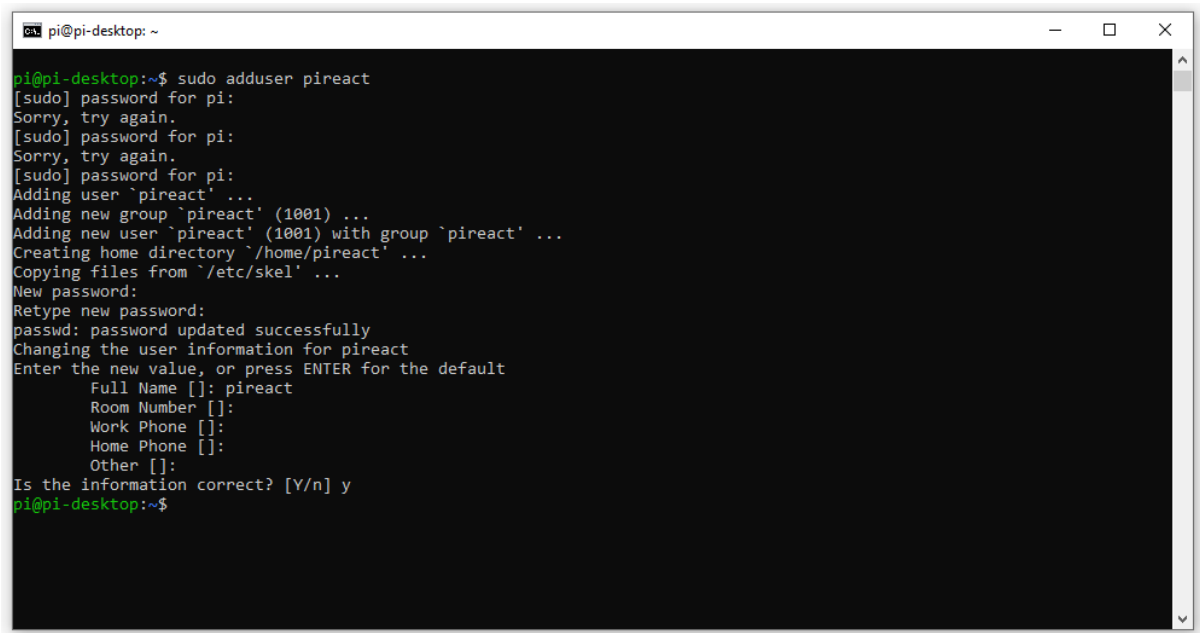 pi@pi-desktop: ~
pi@pi-desktop:~$ sudo adduser pireact
[sudo] password for pi:
Sorry, try again.
[sudo] password for pi:
Sorry, try again.
[sudo] password for pi:
Adding user `pireact' ...
Adding new group `pireact' (1001) ...
Adding new user `pireact' (1001) with group `pireact' ...
Creating home directory `/home/pireact' ...
Copying files from `/etc/skel' ...
New password:
Retype new password:
passwd: password updated successfully
Changing the user information for pireact
Enter the new value, or press ENTER for the default
        Full Name []: pireact
        Room Number []:
        Work Phone []:
        Home Phone []:
        Other []:
Is the information correct? [Y/n] y
pi@pi-desktop:~$